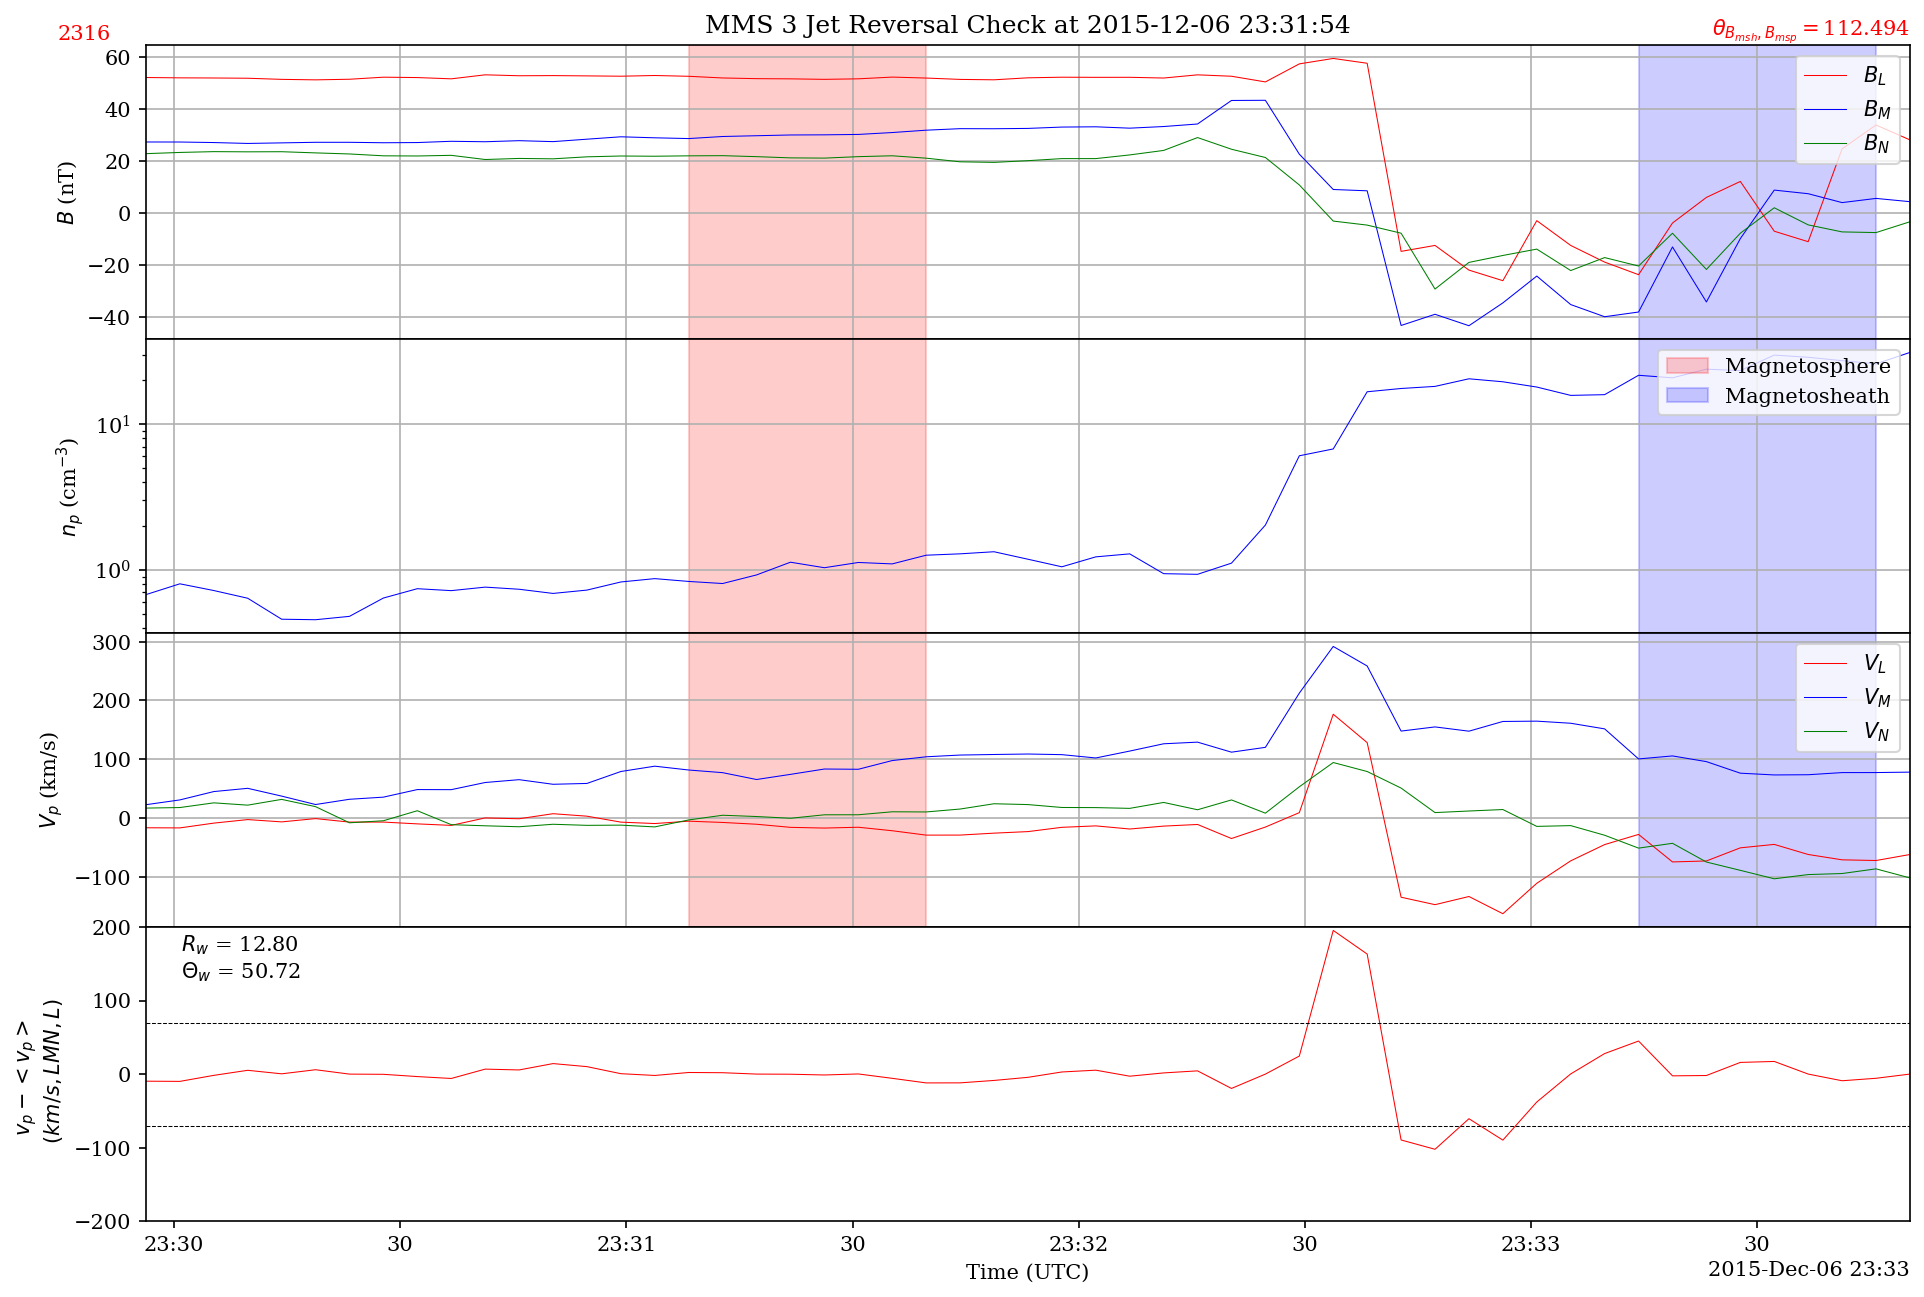 2316
MMS 3 Jet Reversal Check at 2015-12-06 23:31:54
θ_{B_{msh}, B_{msp}} = 112.494
B (nT)
60
40
20
0
−20
−40
B_L
B_M
B_N
n_p (cm^{−3})
10^1
10^0
Magnetosphere
Magnetosheath
V_p (km/s)
300
200
100
0
−100
V_L
V_M
V_N
v_p − < v_p >
(km/s, LMN, L)
200
100
0
−100
−200
R_w = 12.80
Θ_w = 50.72
23:30
30
23:31
30
23:32
30
23:33
30
Time (UTC)
2015-Dec-06 23:33